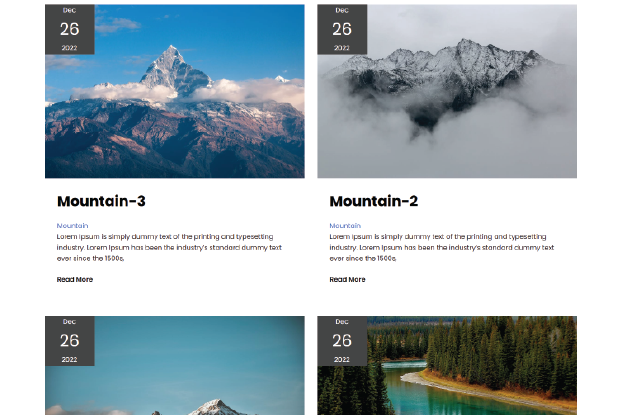 Dec
26
2022
Dec
26
2022
Mountain-3
Mountain
Lorem Ipsum is simply dummy text of the printing and typesetting
industry. Lorem Ipsum has been the industry's standard dummy text
ever since the 1500s,
Read More
Mountain-2
Mountain
Lorem Ipsum is simply dummy text of the printing and typesetting
industry. Lorem Ipsum has been the industry's standard dummy text
ever since the 1500s,
Read More
Dec
26
2022
Dec
26
2022